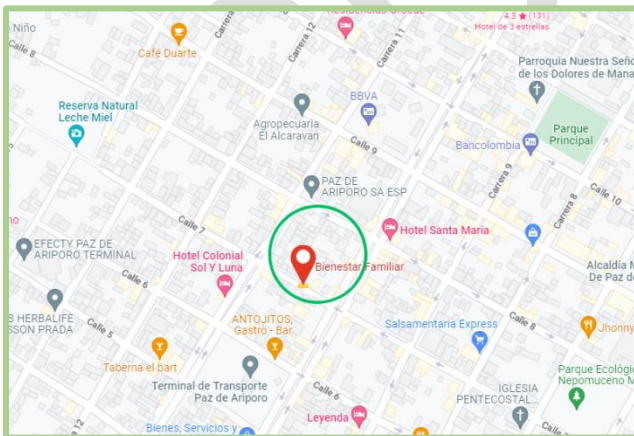 4.3 ★ (131)
Hotel de 3 estrellas
Niño
Calle 8
Café Duarte
Carrera 12
Carrera 11
Parroquia Nuestra Seño
de los Dolores de Mana
Reserva Natural
Leche Miel
BBVA
Agropecuaria
El Alcaravan
Calle 9
Bancolombia
Parque
Principal
PAZ DE
ARIPORO SA ESP
Carrera 9
Carrera 8
Calle 10
Calle 7
Hotel Santa Maria
EFECTY PAZ DE
ARIPORO TERMINAL
Hotel Colonial
Sol Y Luna
Bienestar Familiar
Alcaldía M
De Paz de
B HERBALIFE
SSON PRADA
Calle 5
ANTOJITOS,
Gastro - Bar
Salsamentaria Express
Calle 8
Jhonny
Taberna el bart
Terminal de Transporte
Paz de Ariporo
Calle 6
Parque Ecológic
Nepomuceno M
IGLESIA
PENTECOSTAL...
Leyenda
12
Bienes, Servicios y